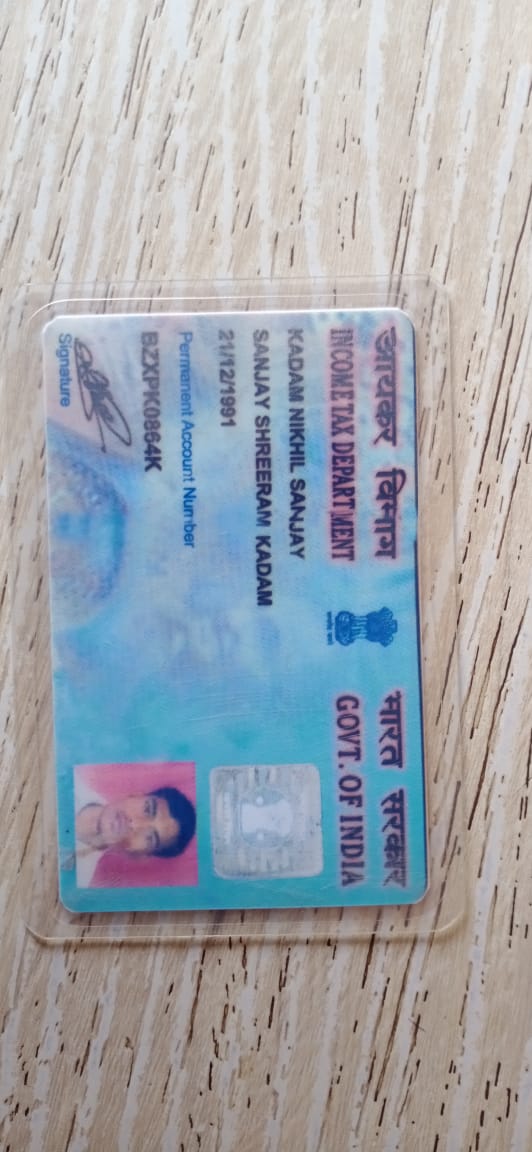 आयकर विभाग
INCOME TAX DEPARTMENT
भारत सरकार
GOVT. OF INDIA
KADAM NIKHIL SANJAY
SANJAY SHREERAM KADAM
21/12/1991
Permanent Account Number
BZXPK0864K
Signature